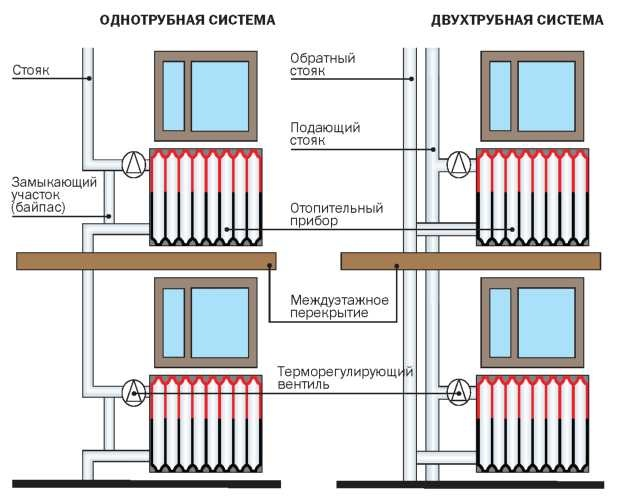 ОДНОТРУБНАЯ СИСТЕМА
ДВУХТРУБНАЯ СИСТЕМА
Стояк
Обратный
стояк
Подающий
стояк
Замыкающий
участок
(байпас)
Отопительный
прибор
Междуэтажное
перекрытие
Терморегулирующий
вентиль